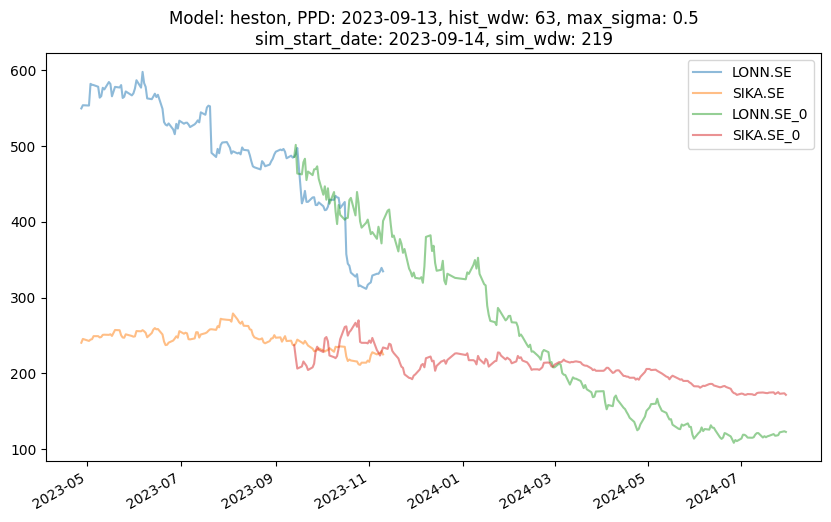 Model: heston, PPD: 2023-09-13, hist_wdw: 63, max_sigma: 0.5
sim_start_date: 2023-09-14, sim_wdw: 219
600
500
400
300
200
100
LONN.SE
SIKA.SE
LONN.SE_0
SIKA.SE_0
2023-05
2023-07
2023-09
2023-11
2024-01
2024-03
2024-05
2024-07